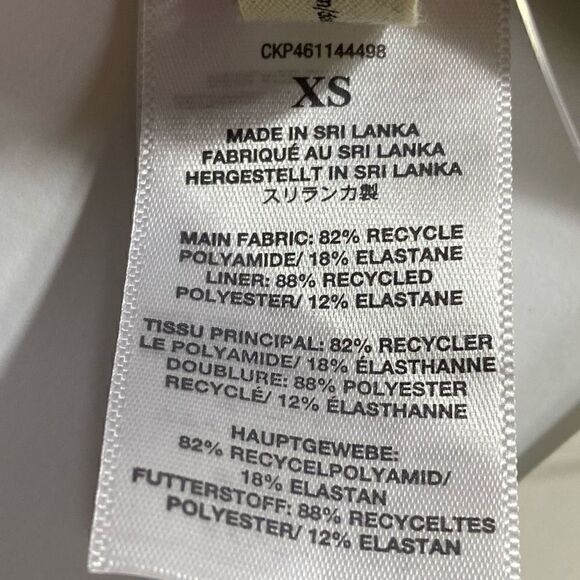 CKP461144498
XS
MADE IN SRI LANKA
FABRIQUÉ AU SRI LANKA
HERGESTELLT IN SRI LANKA
スリランカ製
MAIN FABRIC: 82% RECYCLE
POLYAMIDE/ 18% ELASTANE
LINER: 88% RECYCLED
POLYESTER/ 12% ELASTANE
TISSU PRINCIPAL: 82% RECYCLER
LE POLYAMIDE/ 18% ÉLASTHANNE
DOUBLURE: 88% POLYESTER
RECYCLÉ/ 12% ÉLASTHANNE
HAUPTGEWEBE:
82% RECYCELPOLYAMID/
18% ELASTAN
FUTTERSTOFF: 88% RECYCELTES
POLYESTER/ 12% ELASTAN